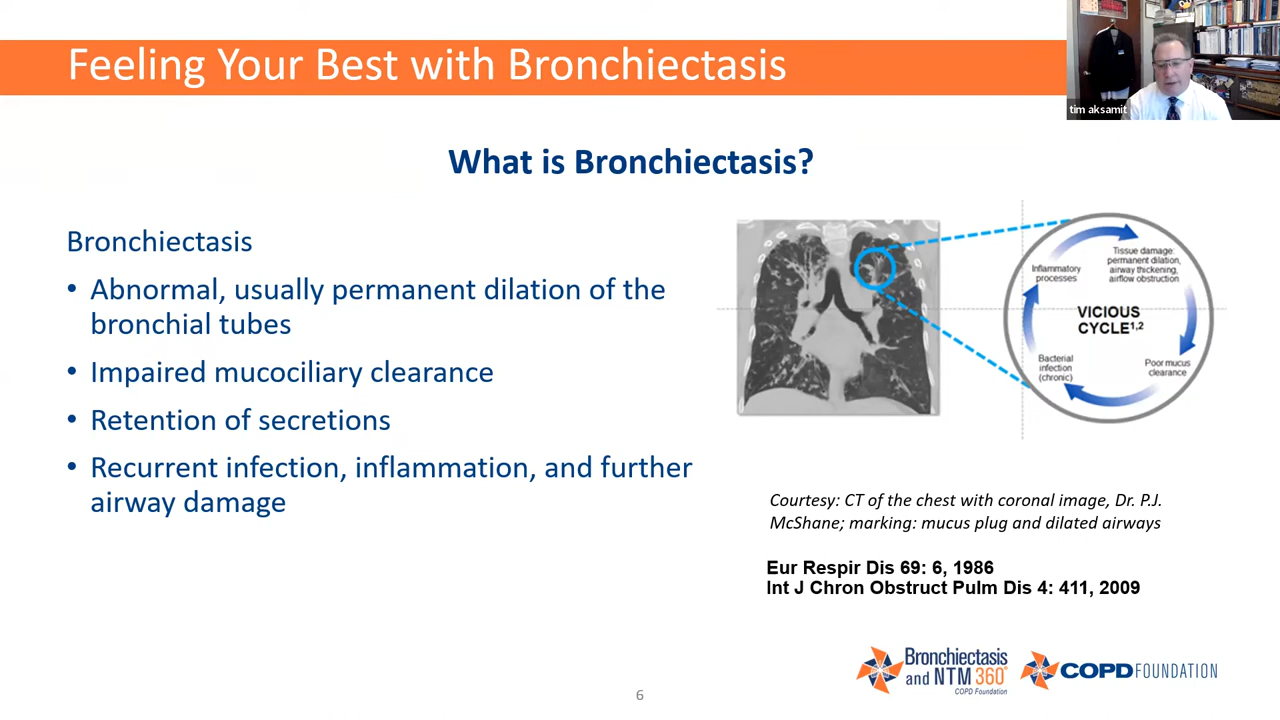 Feeling Your Best with Bronchiectasis
tim aksamit
What is Bronchiectasis?
Bronchiectasis
• Abnormal, usually permanent dilation of the
bronchial tubes
• Impaired mucociliary clearance
• Retention of secretions
• Recurrent infection, inflammation, and further
airway damage
Tissue damage:
permanent dilation,
airway thickening,
airflow obstruction
Inflammatory
processes
VICIOUS
CYCLE1,2
Bacterial
infection
(chronic)
Poor mucus
clearance
Courtesy: CT of the chest with coronal image, Dr. P.J.
McShane; marking: mucus plug and dilated airways
Eur Respir Dis 69: 6, 1986
Int J Chron Obstruct Pulm Dis 4: 411, 2009
Bronchiectasis
and NTM 360°
COPD Foundation
COPD FOUNDATION
6